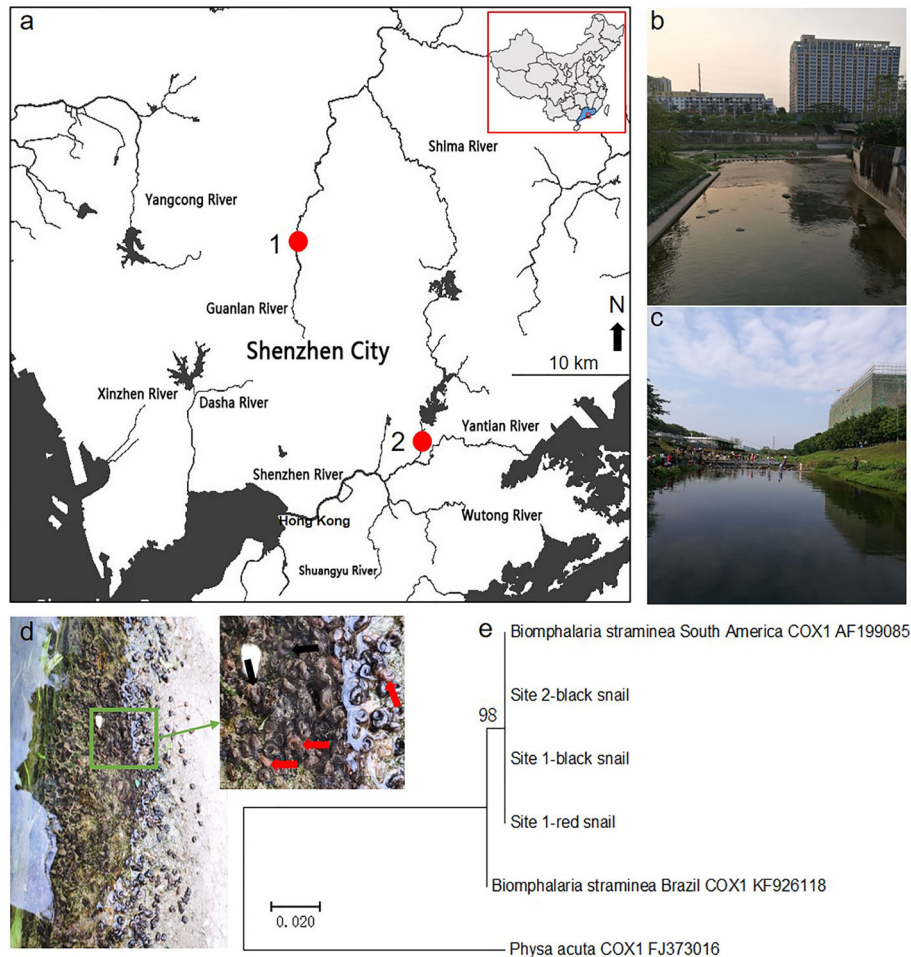 a
Yangcong River
Shima River
1
Guanlan River
N
Shenzhen City
10 km
Xinzhen River
Dasha River
2
Yantian River
Shenzhen River
Hong Kong
Wutong River
Shuangyu River
b
c
d
e
Biomphalaria straminea South America COX1 AF199085
98
Site 2-black snail
Site 1-black snail
Site 1-red snail
Biomphalaria straminea Brazil COX1 KF926118
0.020
Physa acuta COX1 FJ373016